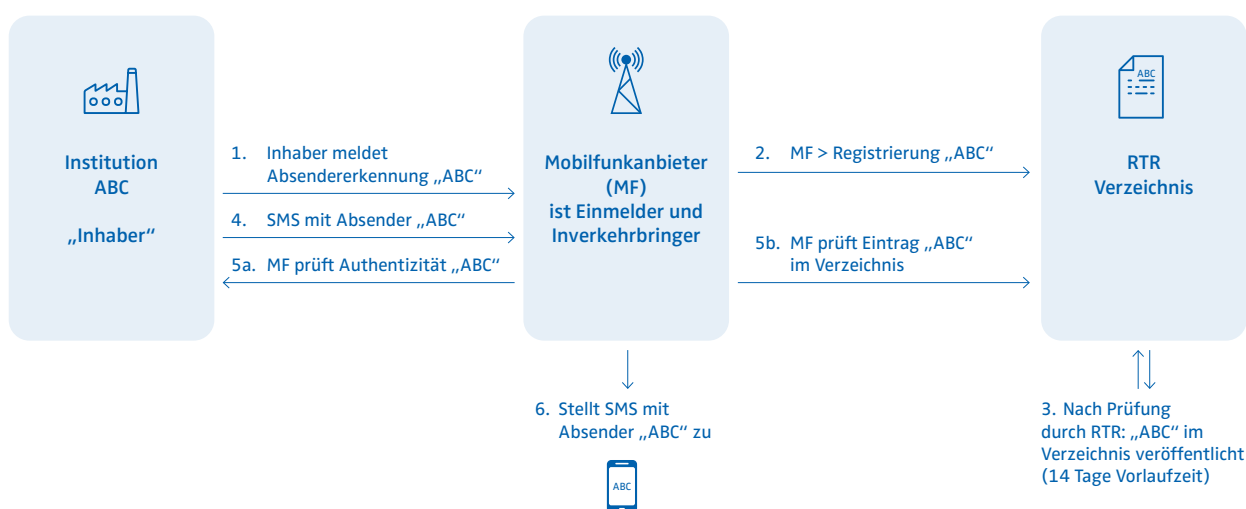 Institution
ABC
„Inhaber“
1. Inhaber meldet
Absendererkennung „ABC“
4. SMS mit Absender „ABC“
5a. MF prüft Authentizität „ABC“
Mobilfunkanbieter
(MF)
ist Einmelder und
Inverkehrbringer
2. MF > Registrierung „ABC“
5b. MF prüft Eintrag „ABC“
im Verzeichnis
ABC
RTR
Verzeichnis
6. Stellt SMS mit
Absender „ABC“ zu
ABC
3. Nach Prüfung
durch RTR: „ABC“ im
Verzeichnis veröffentlicht
(14 Tage Vorlaufzeit)